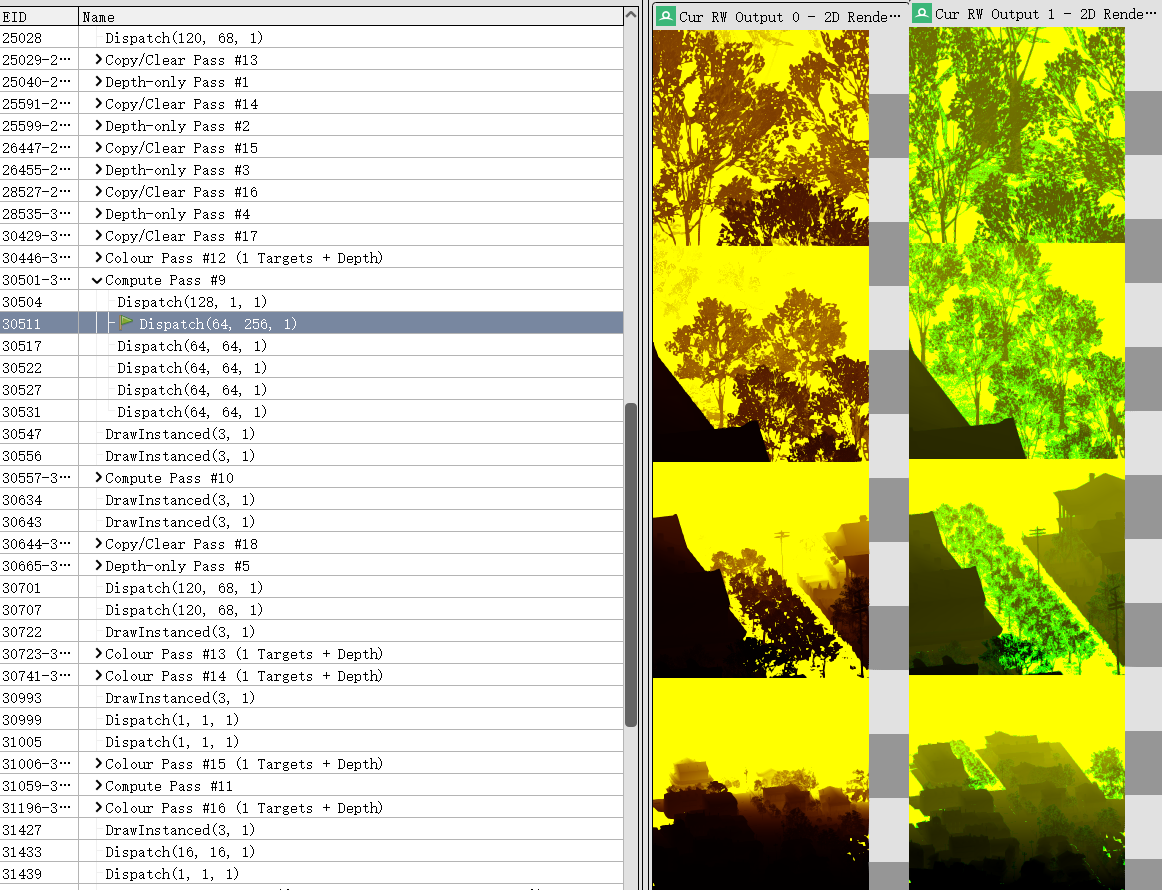 EID Name
25028 Dispatch(120, 68, 1)
25029-2··· Copy/Clear Pass #13
25040-2··· Depth-only Pass #1
25591-2··· Copy/Clear Pass #14
25599-2··· Depth-only Pass #2
26447-2··· Copy/Clear Pass #15
26455-2··· Depth-only Pass #3
28527-2··· Copy/Clear Pass #16
28535-3··· Depth-only Pass #4
30429-3··· Copy/Clear Pass #17
30446-3··· Colour Pass #12 (1 Targets + Depth)
30501-3··· Compute Pass #9
30504 Dispatch(128, 1, 1)
30511 Dispatch(64, 256, 1)
30517 Dispatch(64, 64, 1)
30522 Dispatch(64, 64, 1)
30527 Dispatch(64, 64, 1)
30531 Dispatch(64, 64, 1)
30547 DrawInstanced(3, 1)
30556 DrawInstanced(3, 1)
30557-3··· Compute Pass #10
30634 DrawInstanced(3, 1)
30643 DrawInstanced(3, 1)
30644-3··· Copy/Clear Pass #18
30665-3··· Depth-only Pass #5
30701 Dispatch(120, 68, 1)
30707 Dispatch(120, 68, 1)
30722 DrawInstanced(3, 1)
30723-3··· Colour Pass #13 (1 Targets + Depth)
30741-3··· Colour Pass #14 (1 Targets + Depth)
30993 DrawInstanced(3, 1)
30999 Dispatch(1, 1, 1)
31005 Dispatch(1, 1, 1)
31006-3··· Colour Pass #15 (1 Targets + Depth)
31059-3··· Compute Pass #11
31196-3··· Colour Pass #16 (1 Targets + Depth)
31427 DrawInstanced(3, 1)
31433 Dispatch(16, 16, 1)
31439 Dispatch(1, 1, 1)
Cur RW Output 0 - 2D Rende···
Cur RW Output 1 - 2D Rende···